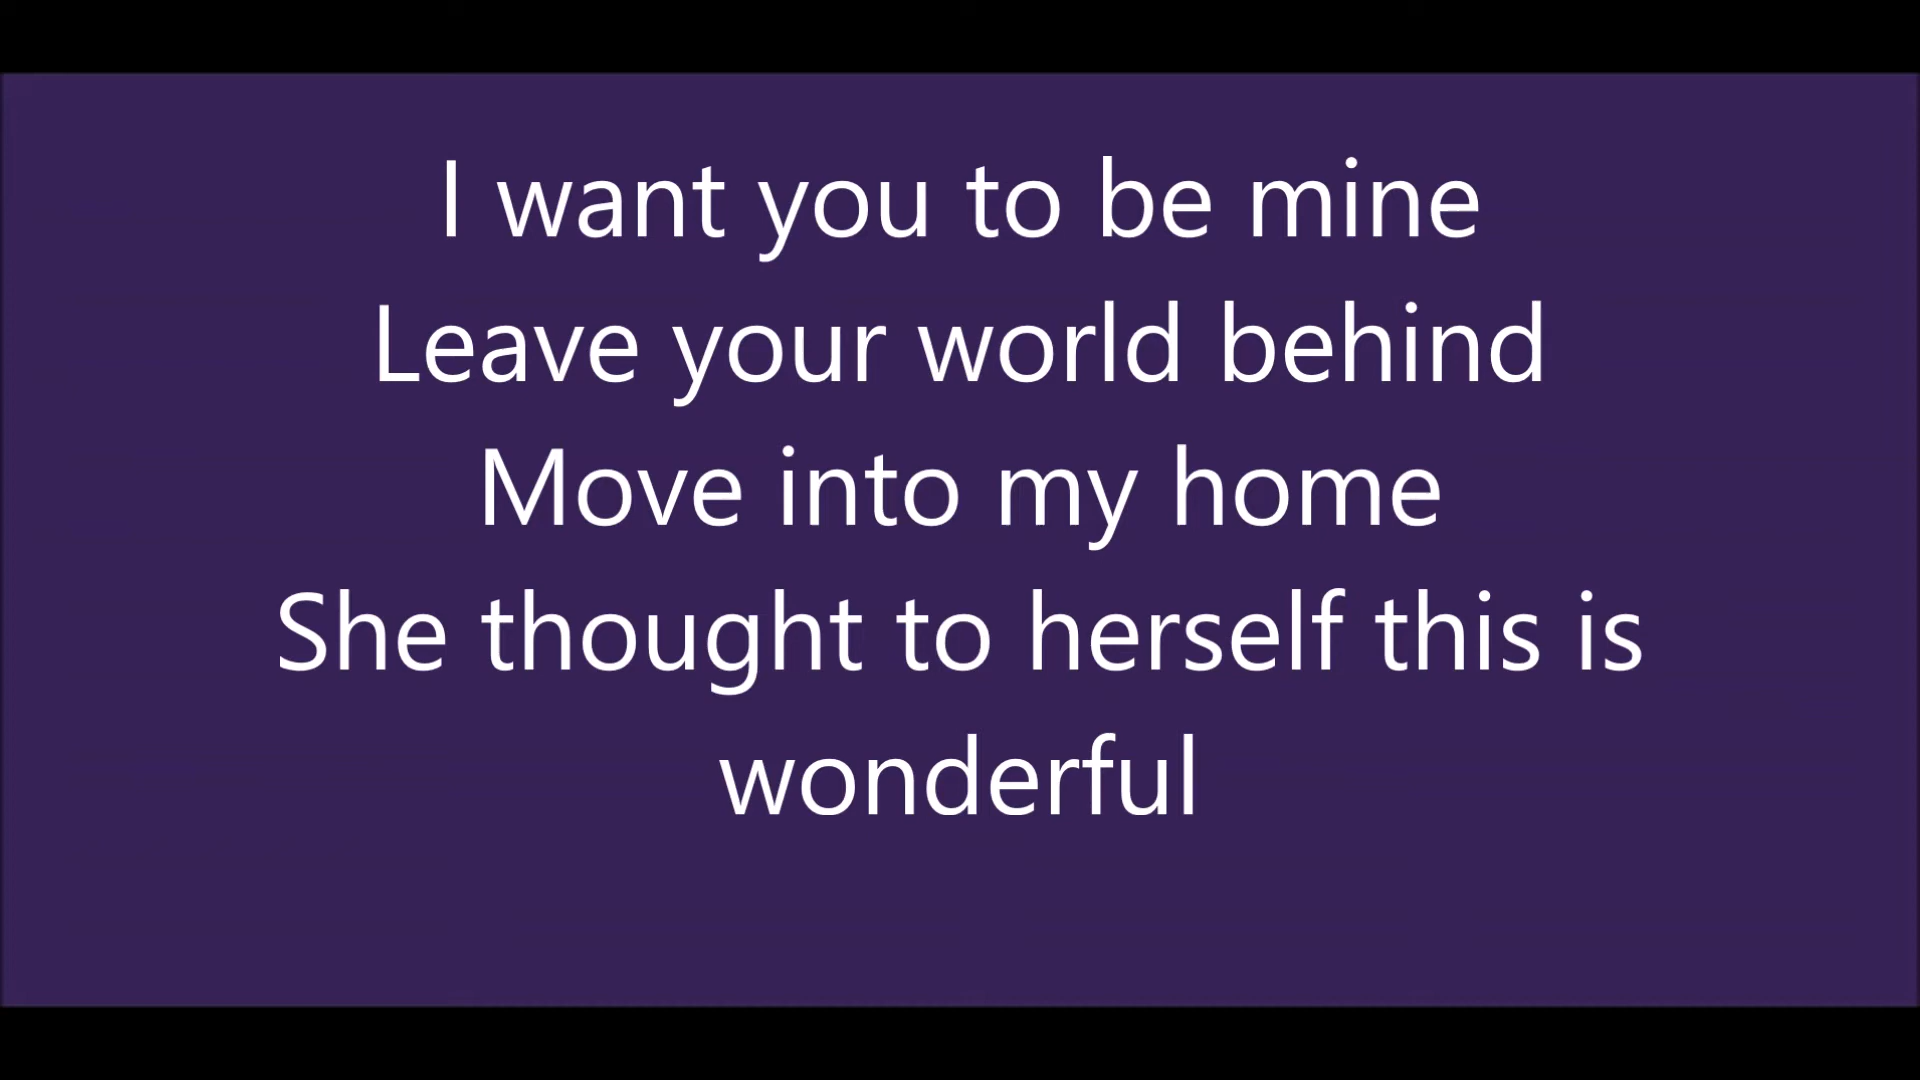 I want you to be mine
Leave your world behind
Move into my home
She thought to herself this is
wonderful